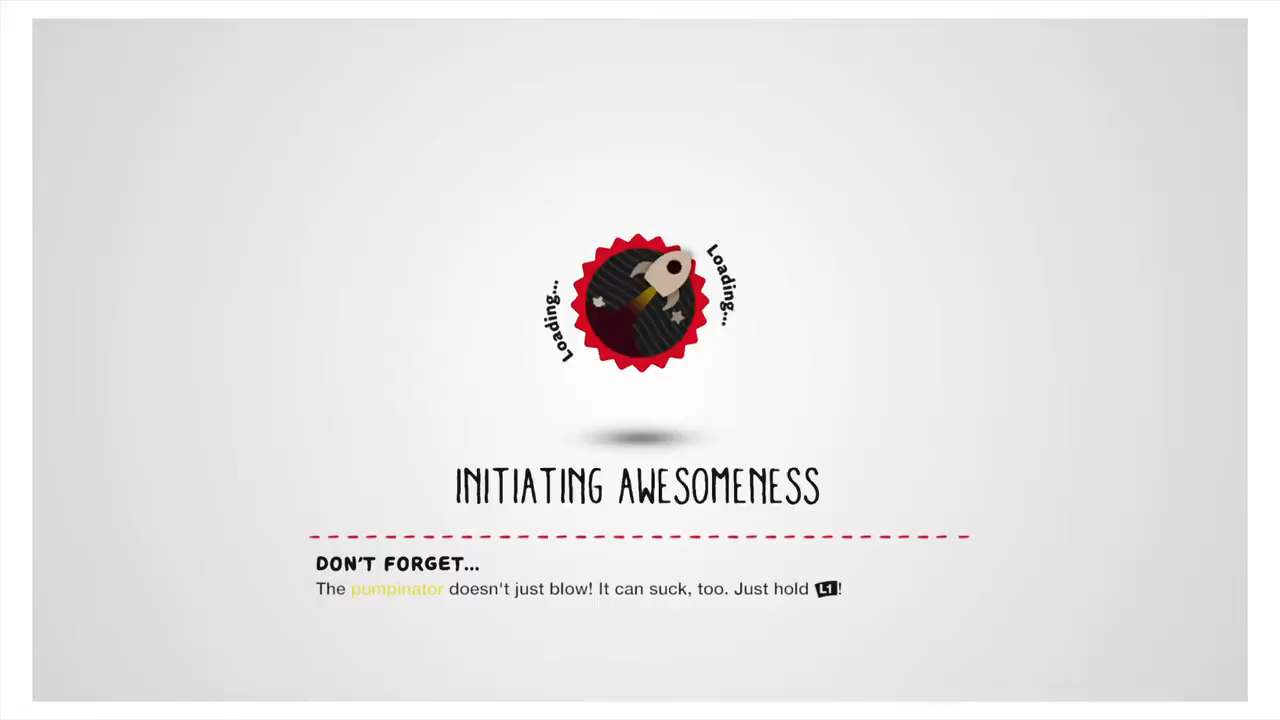 Loading...
Loading...
INITIATING AWESOMENESS
DON'T FORGET...
The pumpinator doesn't just blow! It can suck, too. Just hold L1!